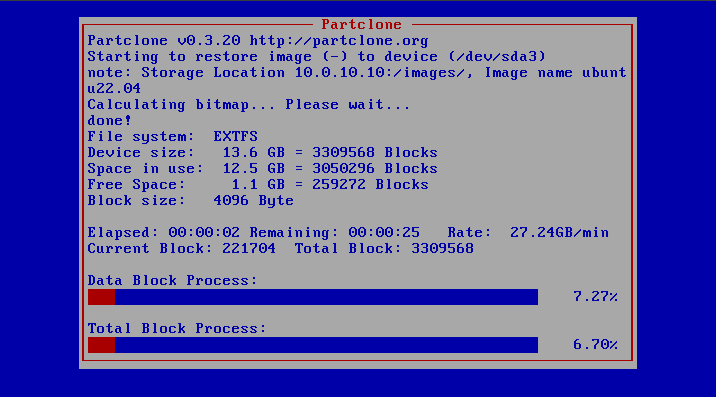 Partclone
Partclone v0.3.20 http://partclone.org
Starting to restore image (-) to device (/dev/sda3)
note: Storage Location 10.0.10.10:/images/, Image name ubunt
u22.04
Calculating bitmap... Please wait...
done!
File system:  EXTFS
Device size:   13.6 GB = 3309568 Blocks
Space in use:  12.5 GB = 3050296 Blocks
Free Space:     1.1 GB = 259272 Blocks
Block size:   4096 Byte
Elapsed: 00:00:02 Remaining: 00:00:25   Rate:  27.24GB/min
Current Block: 221704  Total Block: 3309568
Data Block Process:
7.27%
Total Block Process:
6.70%